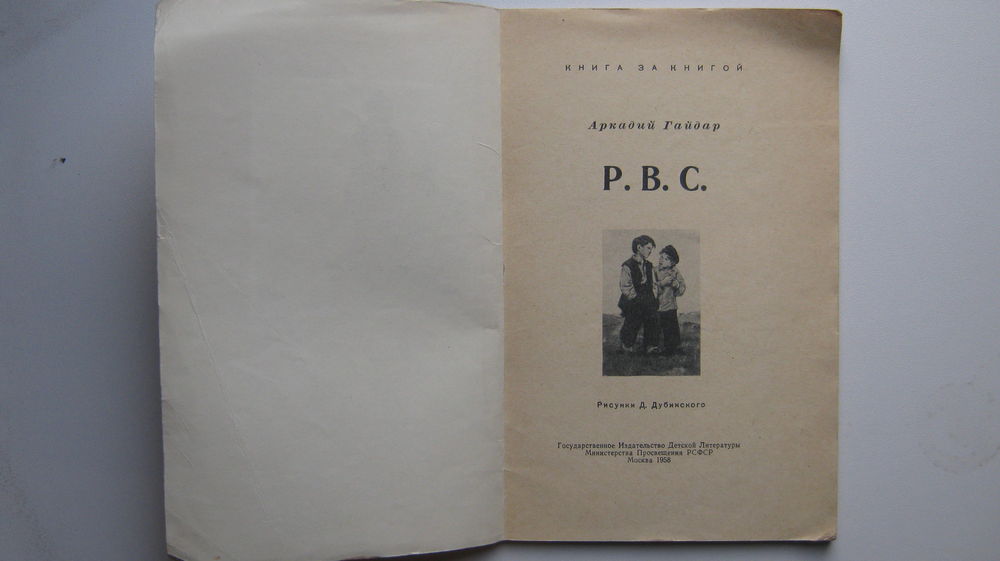 КНИГА ЗА КНИГОЙ
Аркадий Гайдар
Р. В. С.
Рисунки Д. Дубинского
Государственное Издательство Детской Литературы
Министерства Просвещения РСФСР
Москва 1958